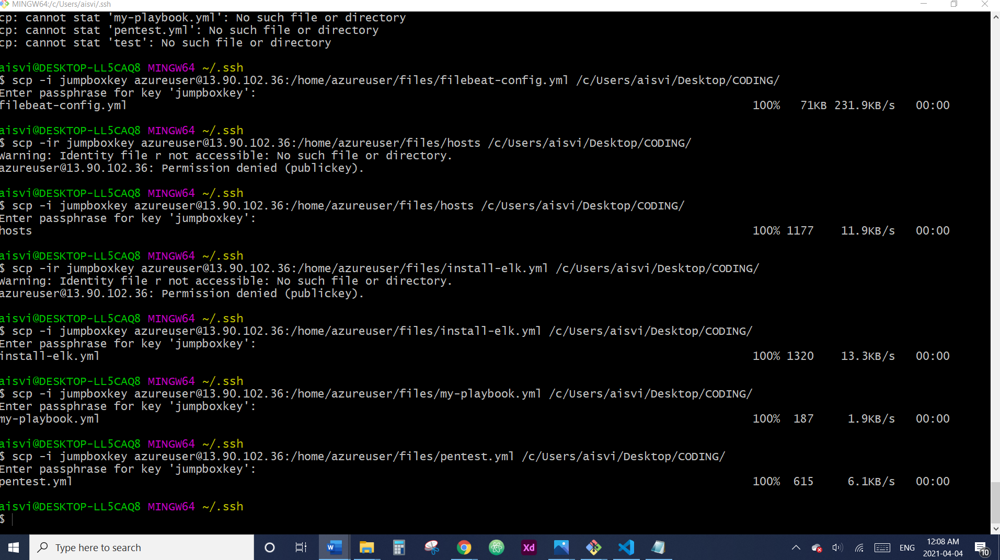 MINGW64:/c/Users/aisvi/.ssh
cp: cannot stat 'my-playbook.yml': No such file or directory
cp: cannot stat 'pentest.yml': No such file or directory
cp: cannot stat 'test': No such file or directory
aisvi@DESKTOP-LL5CAQ8 MINGW64 ~/.ssh
$ scp -i jumpboxkey azureuser@13.90.102.36:/home/azureuser/files/filebeat-config.yml /c/Users/aisvi/Desktop/CODING/
Enter passphrase for key 'jumpboxkey':
filebeat-config.yml 100% 71KB 231.9KB/s 00:00
aisvi@DESKTOP-LL5CAQ8 MINGW64 ~/.ssh
$ scp -ir jumpboxkey azureuser@13.90.102.36:/home/azureuser/files/hosts /c/Users/aisvi/Desktop/CODING/
Warning: Identity file r not accessible: No such file or directory.
azureuser@13.90.102.36: Permission denied (publickey).
aisvi@DESKTOP-LL5CAQ8 MINGW64 ~/.ssh
$ scp -i jumpboxkey azureuser@13.90.102.36:/home/azureuser/files/hosts /c/Users/aisvi/Desktop/CODING/
Enter passphrase for key 'jumpboxkey':
hosts 100% 1177 11.9KB/s 00:00
aisvi@DESKTOP-LL5CAQ8 MINGW64 ~/.ssh
$ scp -ir jumpboxkey azureuser@13.90.102.36:/home/azureuser/files/install-elk.yml /c/Users/aisvi/Desktop/CODING/
Warning: Identity file r not accessible: No such file or directory.
azureuser@13.90.102.36: Permission denied (publickey).
aisvi@DESKTOP-LL5CAQ8 MINGW64 ~/.ssh
$ scp -i jumpboxkey azureuser@13.90.102.36:/home/azureuser/files/install-elk.yml /c/Users/aisvi/Desktop/CODING/
Enter passphrase for key 'jumpboxkey':
install-elk.yml 100% 1320 13.3KB/s 00:00
aisvi@DESKTOP-LL5CAQ8 MINGW64 ~/.ssh
$ scp -i jumpboxkey azureuser@13.90.102.36:/home/azureuser/files/my-playbook.yml /c/Users/aisvi/Desktop/CODING/
Enter passphrase for key 'jumpboxkey':
my-playbook.yml 100% 187 1.9KB/s 00:00
aisvi@DESKTOP-LL5CAQ8 MINGW64 ~/.ssh
$ scp -i jumpboxkey azureuser@13.90.102.36:/home/azureuser/files/pentest.yml /c/Users/aisvi/Desktop/CODING/
Enter passphrase for key 'jumpboxkey':
pentest.yml 100% 615 6.1KB/s 00:00
aisvi@DESKTOP-LL5CAQ8 MINGW64 ~/.ssh
$
Type here to search
W
Xd
ENG
12:08 AM
2021-04-04
10